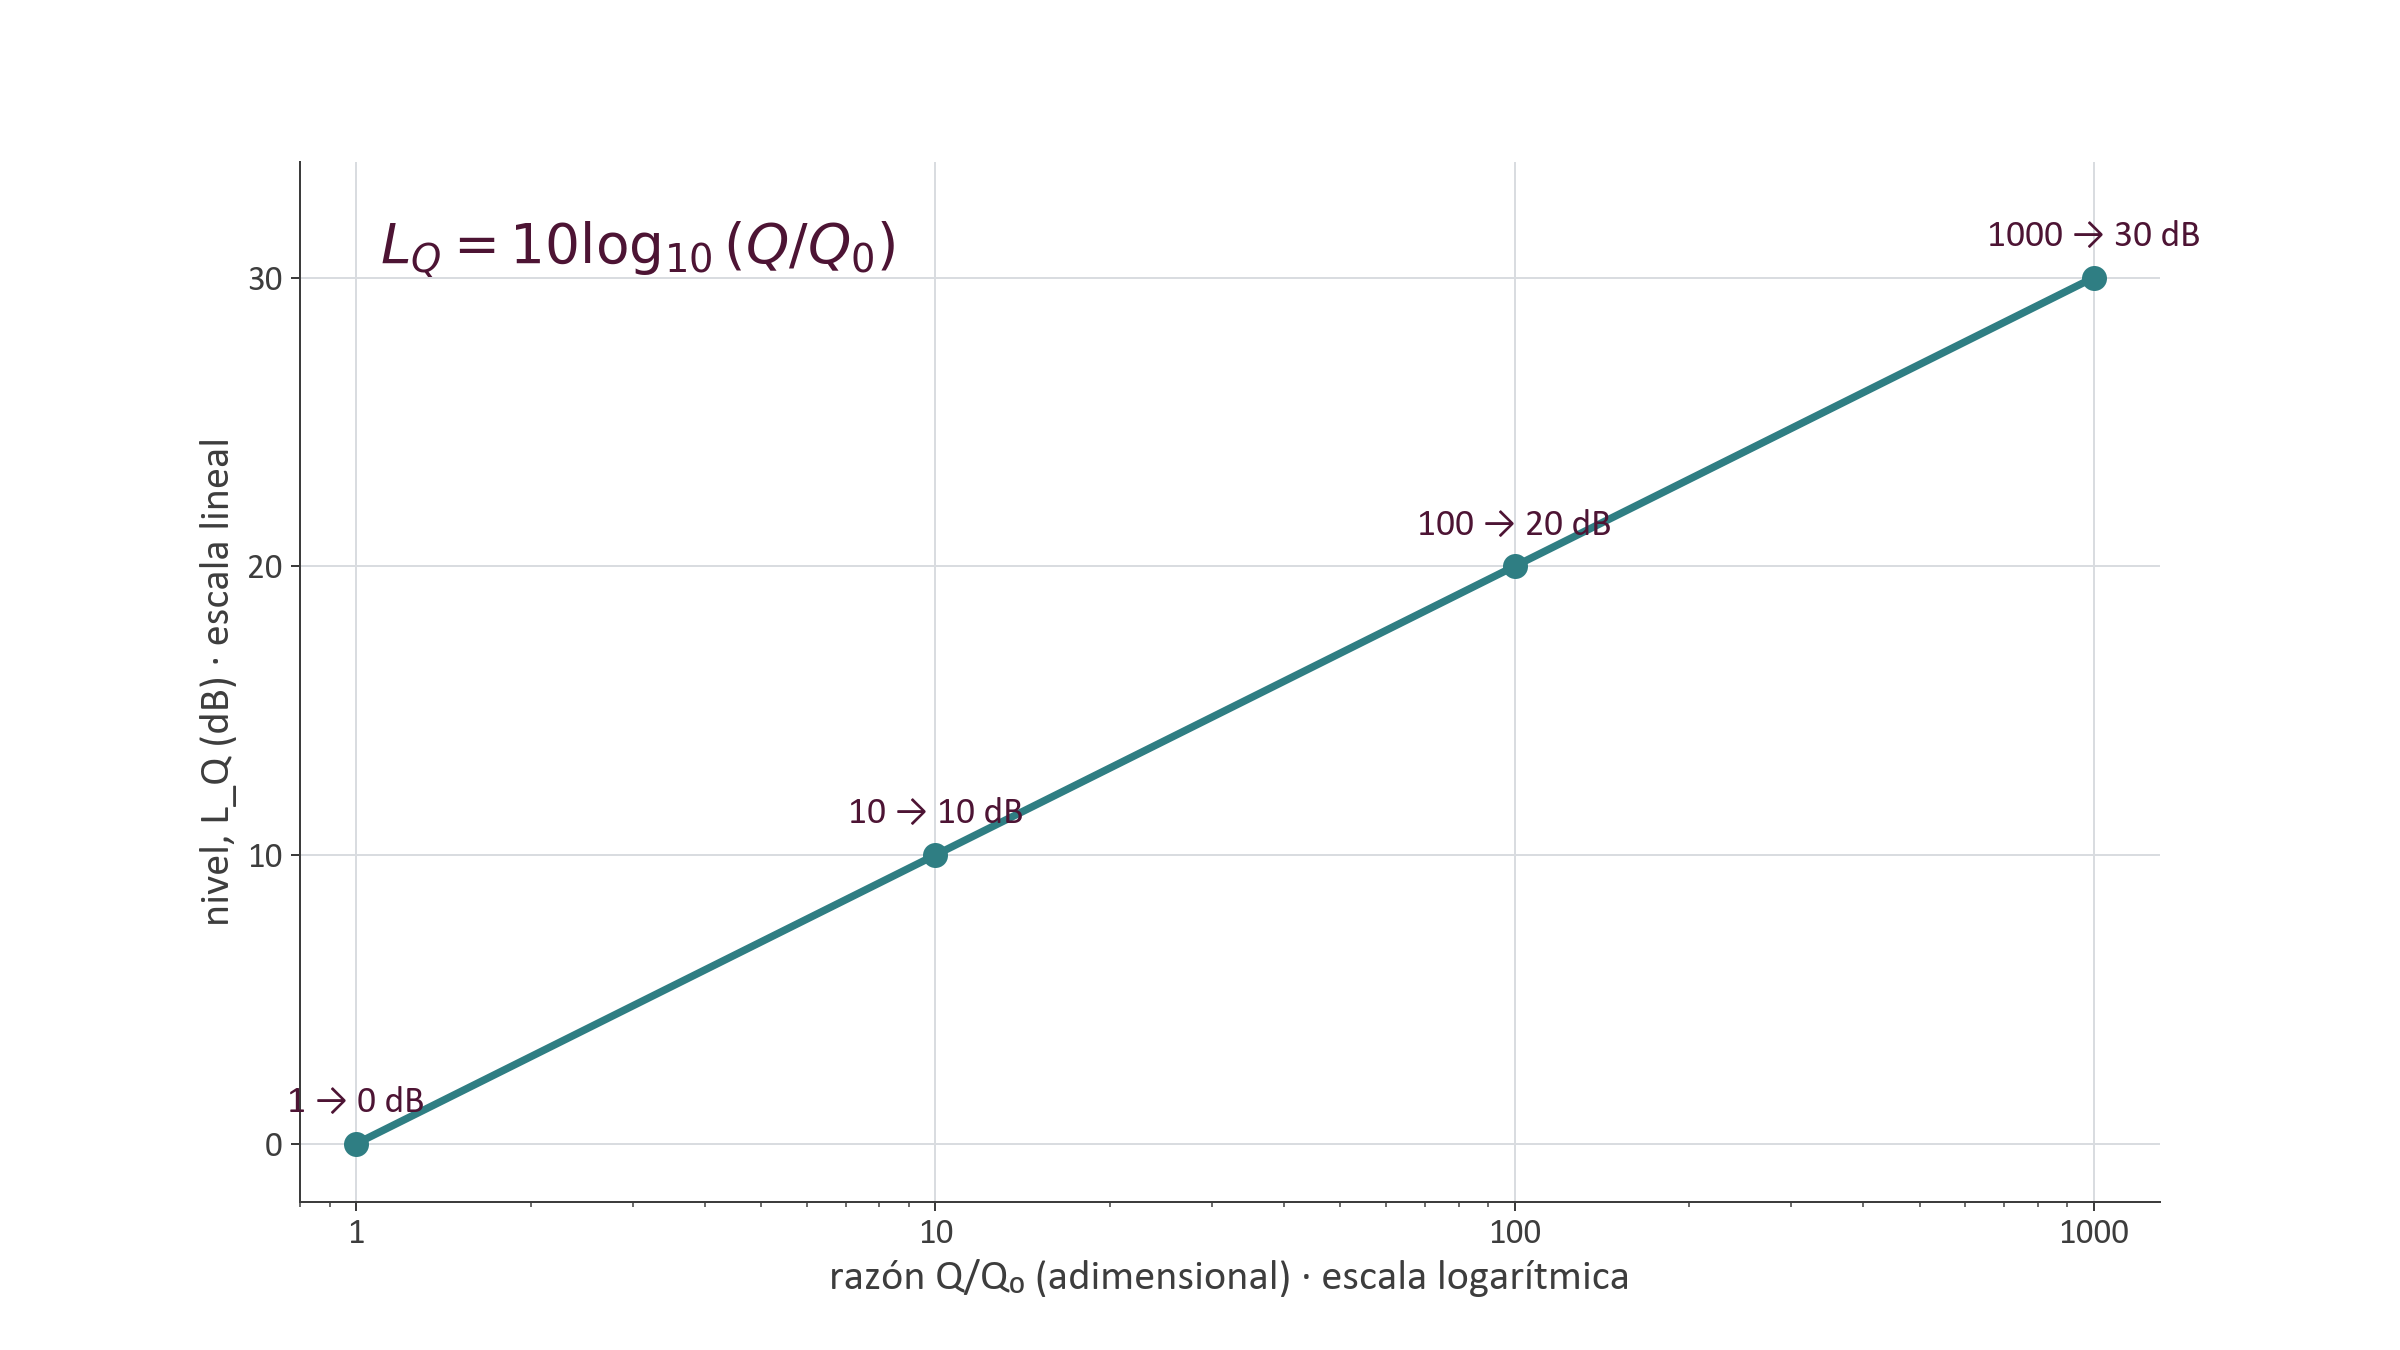 L_Q = 10log₁₀ (Q/Q₀)
1000 → 30 dB
100 → 20 dB
10 → 10 dB
1 → 0 dB
30
20
10
0
nivel, L_Q (dB) · escala lineal
1 10 100 1000
razón Q/Q₀ (adimensional) · escala logarítmica